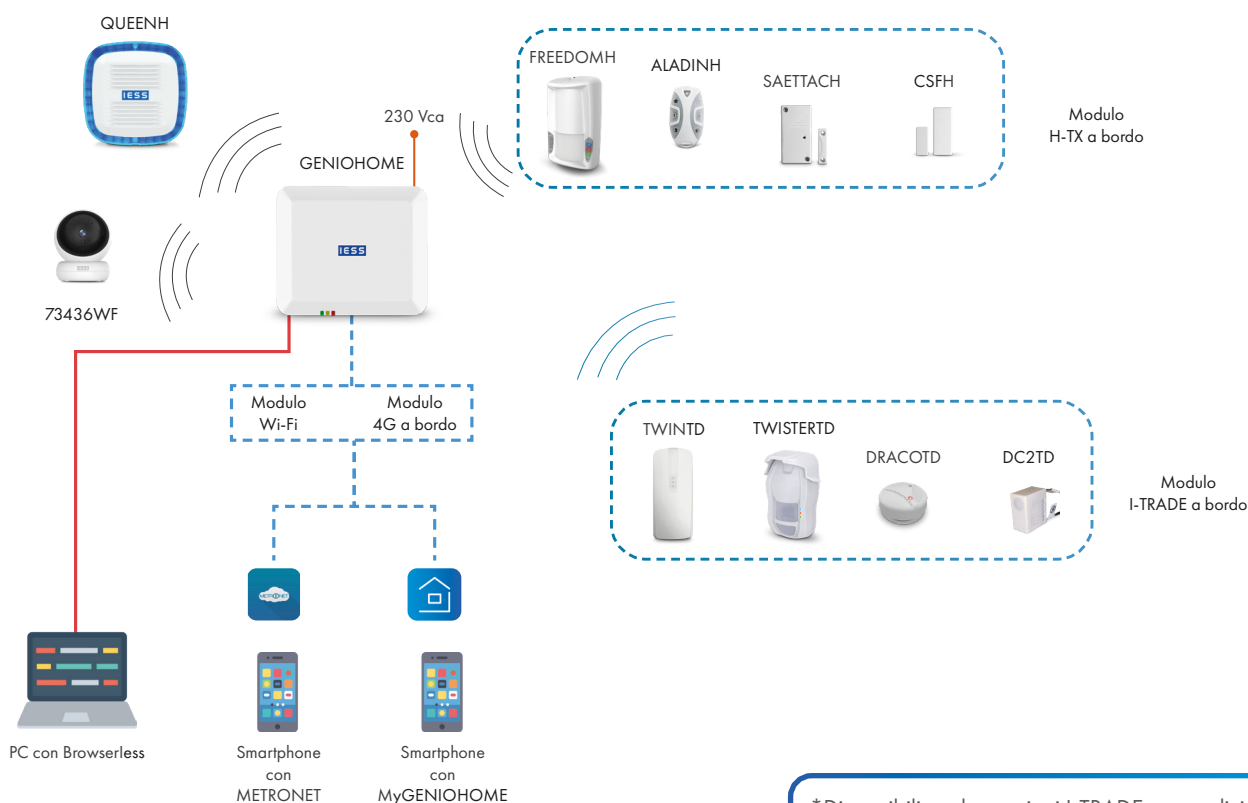 QUEENH
IESS
FREEDOMH
ALADINH
SAETTACH
CSFH
Modulo
H-TX a bordo
230 Vca
GENIOHOME
IESS
73436WF
Modulo
Wi-Fi
Modulo
4G a bordo
TWINTD
TWISTERTD
DRACOTD
DC2TD
Modulo
I-TRADE a bordo
METRONET
PC con Browserless
Smartphone
con
METRONET
Smartphone
con
MyGENIOHOME